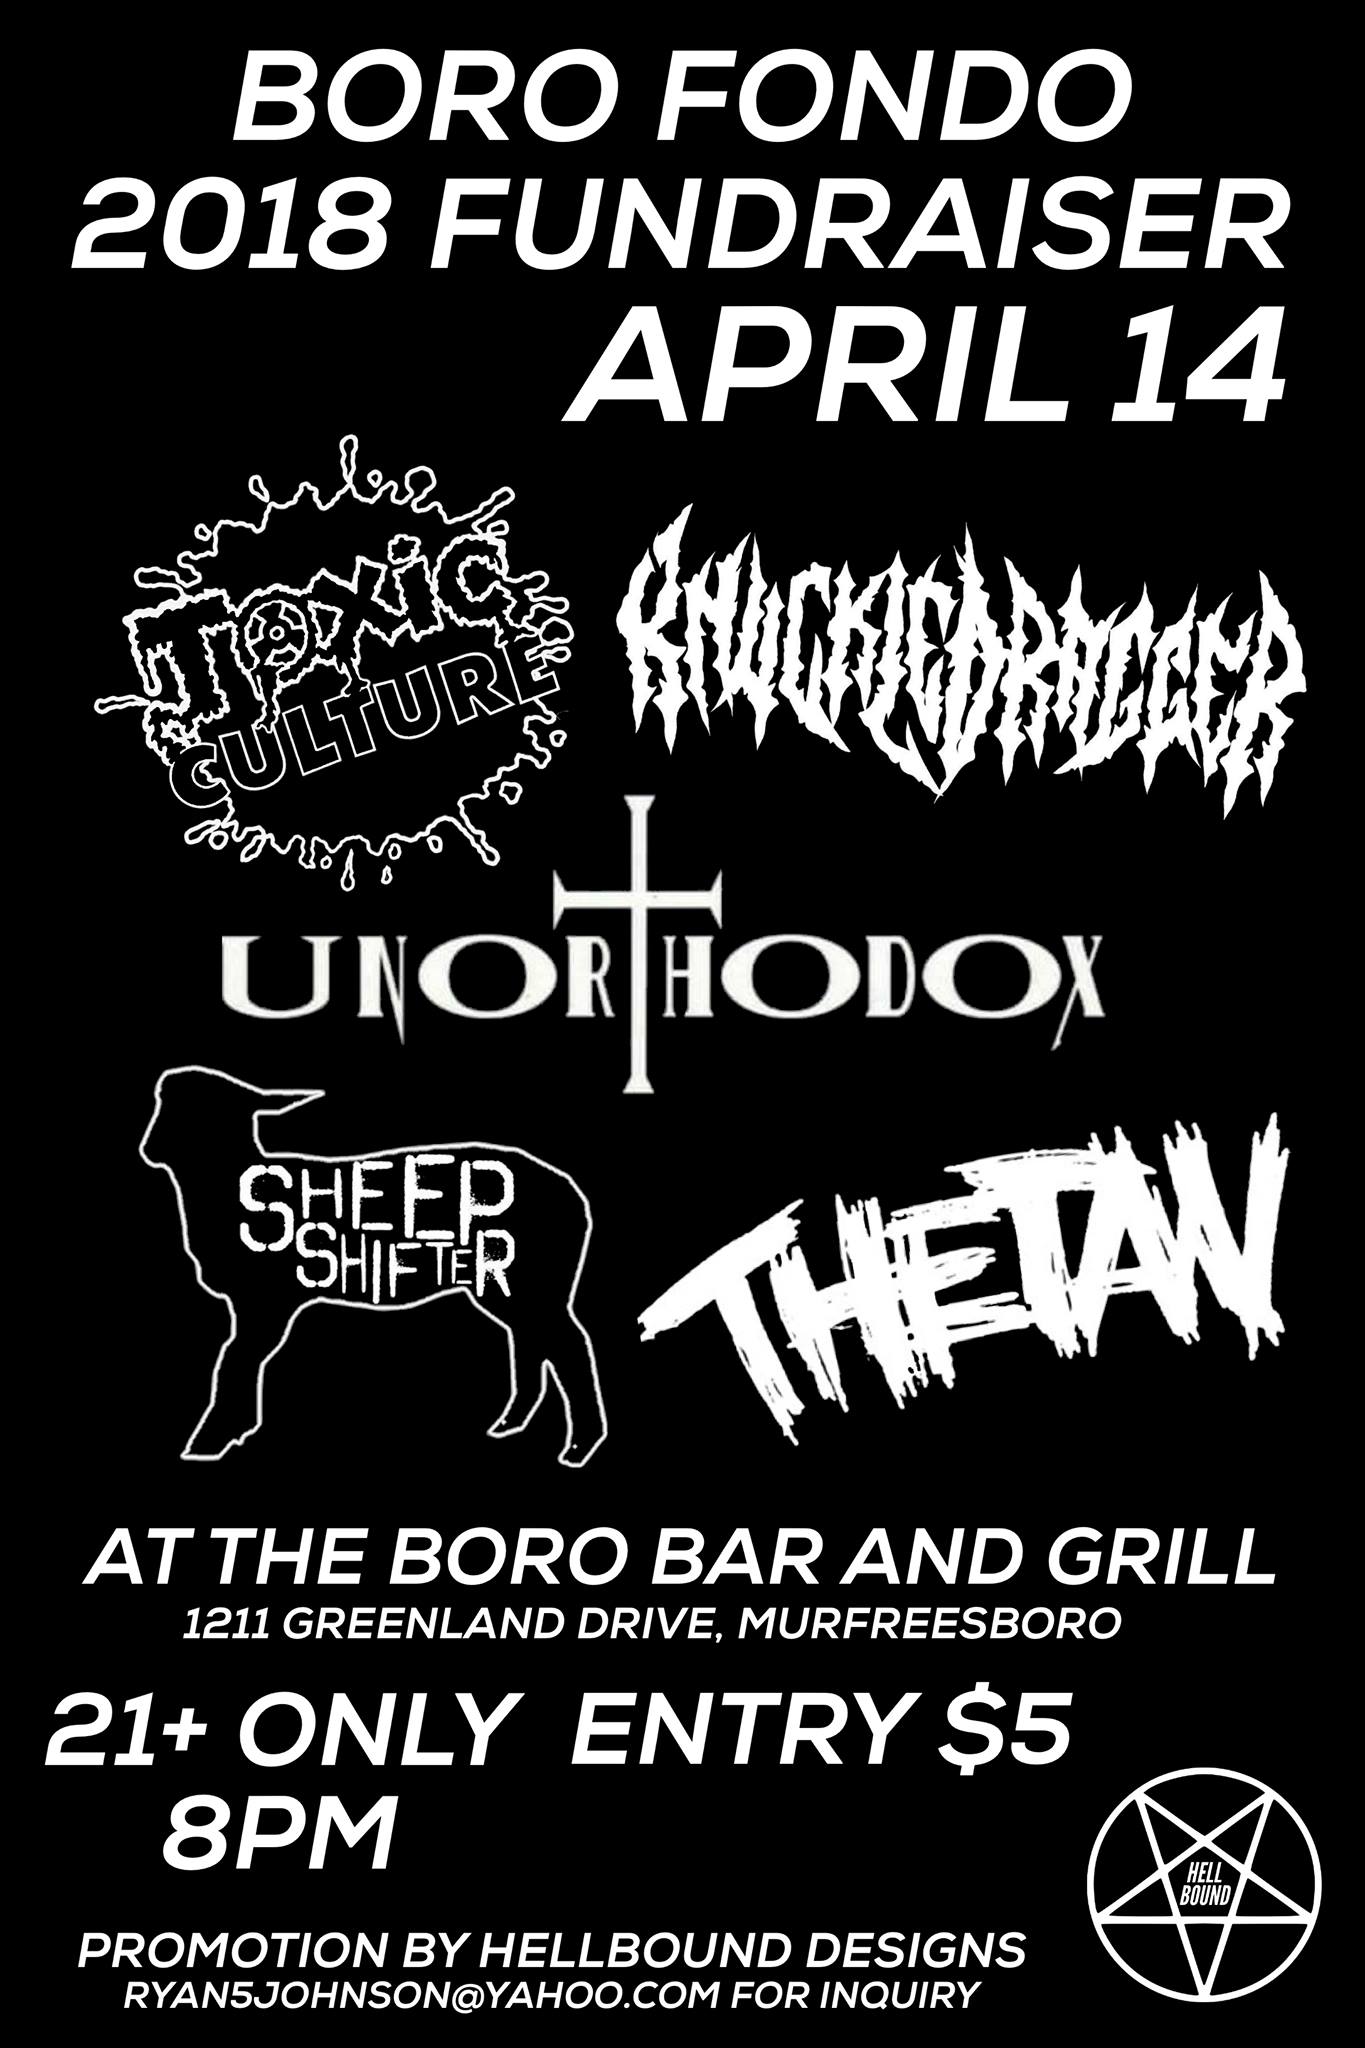 BORO FONDO
2018 FUNDRAISER
APRIL 14
TOXIC
CULTURE
KNUCKLEDRAGGER
UNORTHODOX
SHEEP
SHIFTER
THETAN
AT THE BORO BAR AND GRILL
1211 GREENLAND DRIVE, MURFREESBORO
21+ ONLY ENTRY $5
8PM
HELL
BOUND
PROMOTION BY HELLBOUND DESIGNS
RYAN5JOHNSON@YAHOO.COM FOR INQUIRY